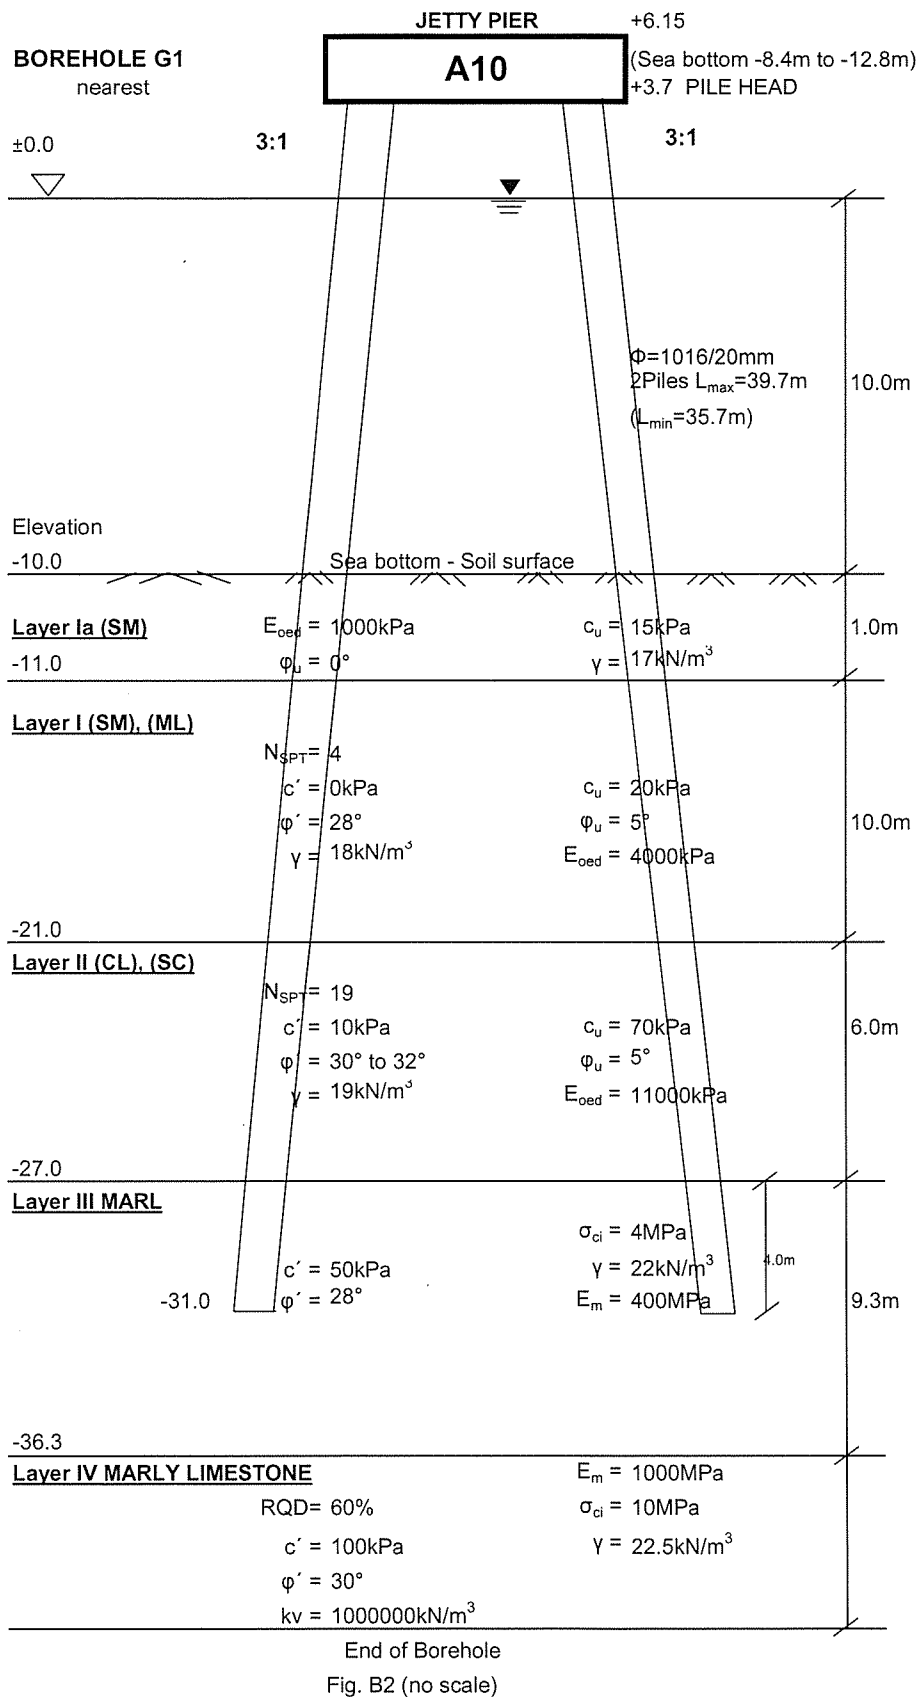 JETTY PIER
+6.15
BOREHOLE G1
nearest
A10
(Sea bottom -8.4m to -12.8m)
+3.7 PILE HEAD
±0.0
3:1
3:1
Φ=1016/20mm
2Piles Lmax=39.7m
(Lmin=35.7m)
10.0m
Elevation
-10.0
Sea bottom - Soil surface
Layer Ia (SM)
Eoed = 1000kPa
cu = 15kPa
1.0m
-11.0
φu = 0°
γ = 17kN/m³
Layer I (SM), (ML)
NSPT= 4
c´ = 0kPa
cu = 20kPa
φ´ = 28°
φu = 5°
10.0m
γ = 18kN/m³
Eoed = 4000kPa
-21.0
Layer II (CL), (SC)
NSPT= 19
c´ = 10kPa
cu = 70kPa
6.0m
φ´ = 30° to 32°
φu = 5°
γ = 19kN/m³
Eoed = 11000kPa
-27.0
Layer III MARL
σci = 4MPa
4.0m
c´ = 50kPa
γ = 22kN/m³
-31.0
φ´ = 28°
Em = 400MPa
9.3m
-36.3
Layer IV MARLY LIMESTONE
Em = 1000MPa
RQD= 60%
σci = 10MPa
c´ = 100kPa
γ = 22.5kN/m³
φ´ = 30°
kv = 1000000kN/m³
End of Borehole
Fig. B2 (no scale)